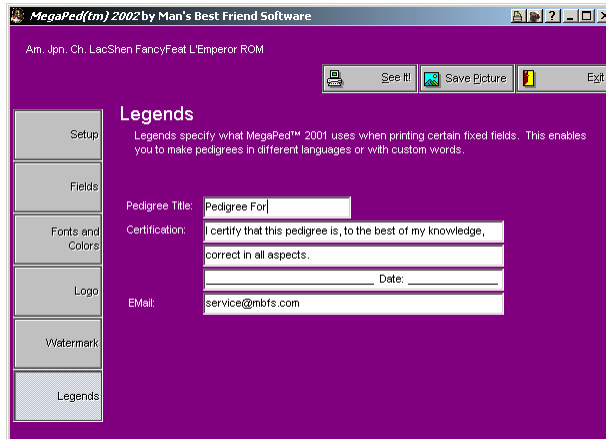 MegaPed(tm) 2002 by Man's Best Friend Software
Am. Jpn. Ch. LacShen FancyFeat L'Emperor ROM
See It!
Save Picture
Exit
Legends
Legends specify what MegaPed™ 2001 uses when printing certain fixed fields. This enables
you to make pedigrees in different languages or with custom words.
Setup
Fields
Fonts and
Colors
Logo
Watermark
Legends
Pedigree Title: Pedigree For
Certification: I certify that this pedigree is, to the best of my knowledge,
correct in all aspects.
____________________________ Date: _______________
EMail: service@mbfs.com